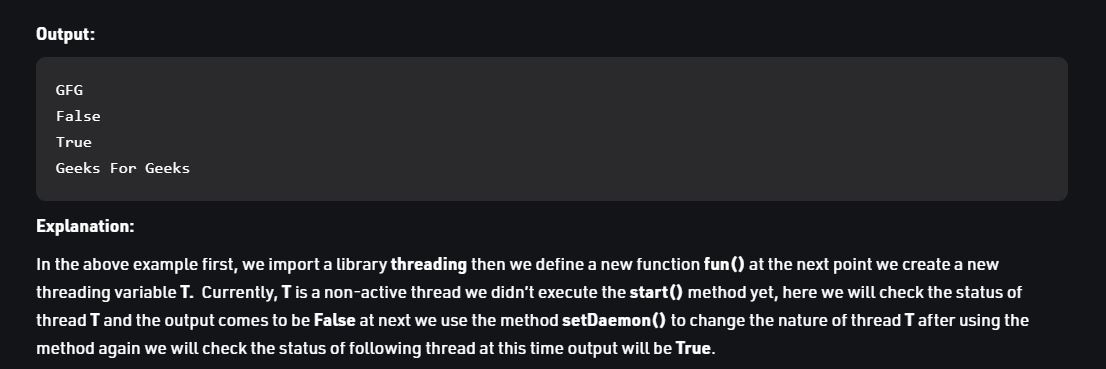 Output:
GFG
False
True
Geeks For Geeks
Explanation:
In the above example first, we import a library threading then we define a new function fun() at the next point we create a new
threading variable T. Currently, T is a non-active thread we didn’t execute the start() method yet, here we will check the status of
thread T and the output comes to be False at next we use the method setDaemon() to change the nature of thread T after using the
method again we will check the status of following thread at this time output will be True.